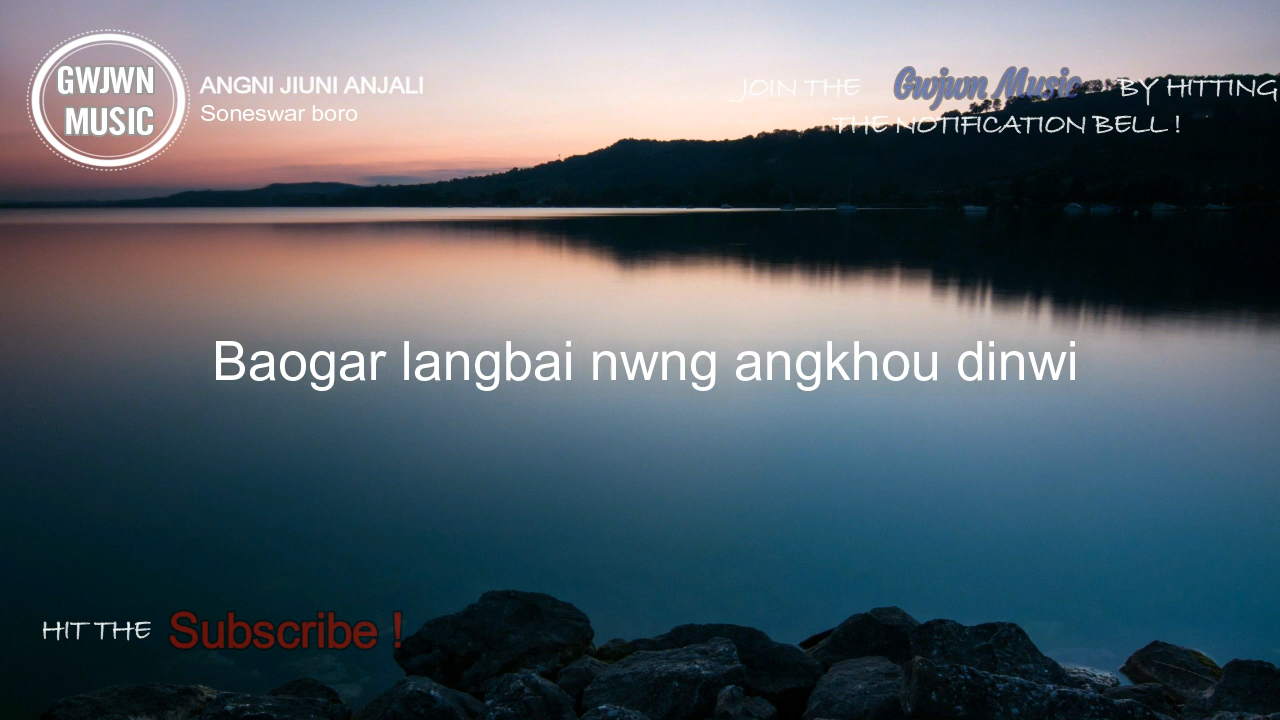 GWJWN
MUSIC
ANGNI JIUNI ANJALI
Soneswar boro
JOIN THE Gwjwn Music BY HITTING
THE NOTIFICATION BELL !
Baogar langbai nwng angkhou dinwi
HIT THE Subscribe !